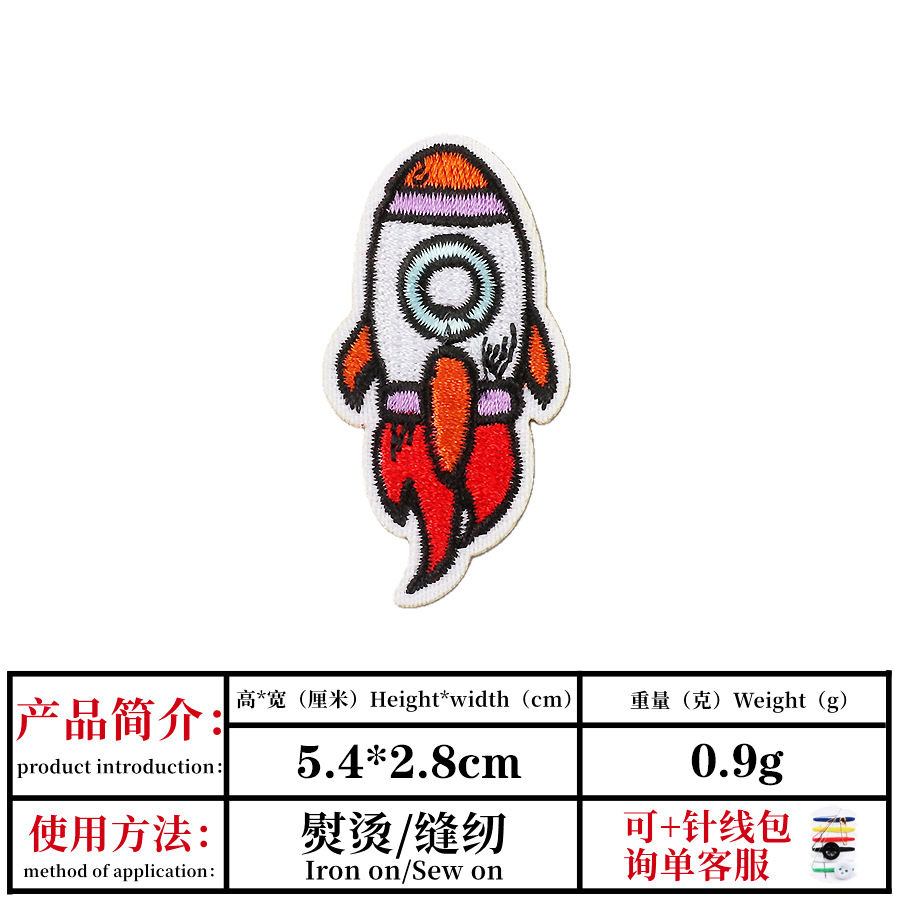 产品简介：
product introduction:
高*宽（厘米）Height*width（cm）
重量（克）Weight（g）
5.4*2.8cm
0.9g
使用方法：
method of application:
熨烫/缝纫
Iron on/Sew on
可+针线包
询单客服